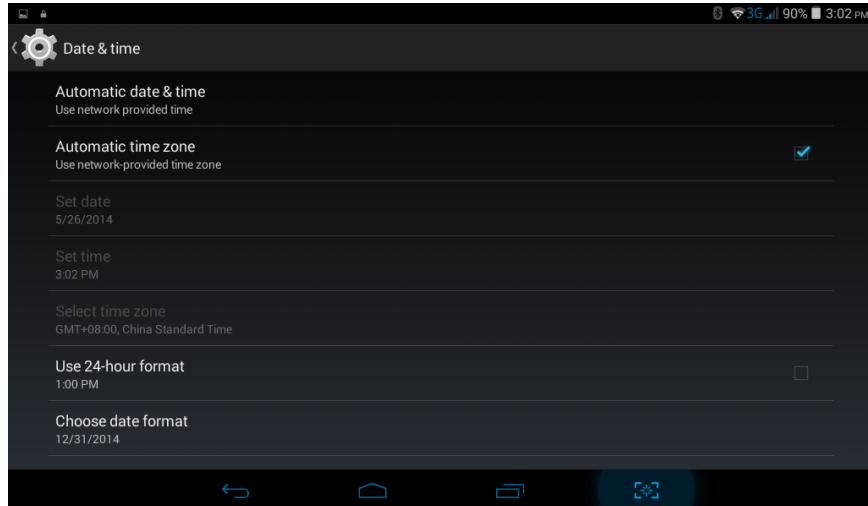 3G 90% 3:02 PM
Date & time
Automatic date & time
Use network provided time
Automatic time zone
Use network-provided time zone
Set date
5/26/2014
Set time
3:02 PM
Select time zone
GMT+08:00, China Standard Time
Use 24-hour format
1:00 PM
Choose date format
12/31/2014